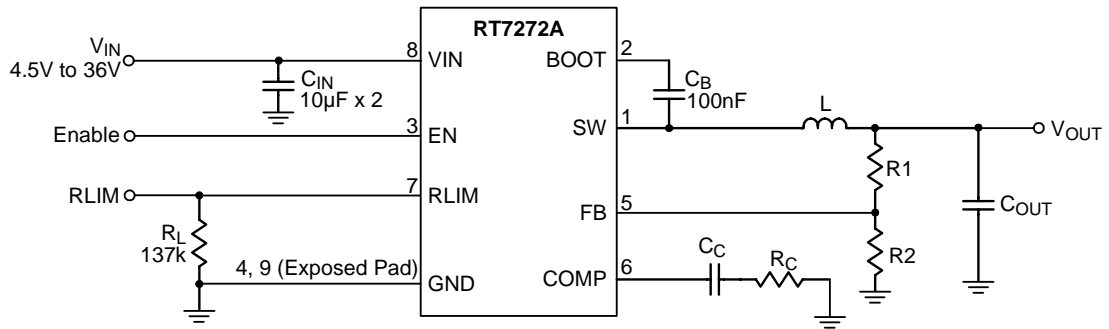 RT7272A
V_IN
4.5V to 36V
8
VIN
C_IN
10µF x 2
BOOT
2
C_B
100nF
L
SW
1
V_OUT
Enable
3
EN
R1
RLIM
7
RLIM
FB
5
C_OUT
R_L
137k
R2
4, 9 (Exposed Pad)
GND
COMP
6
C_C
R_C